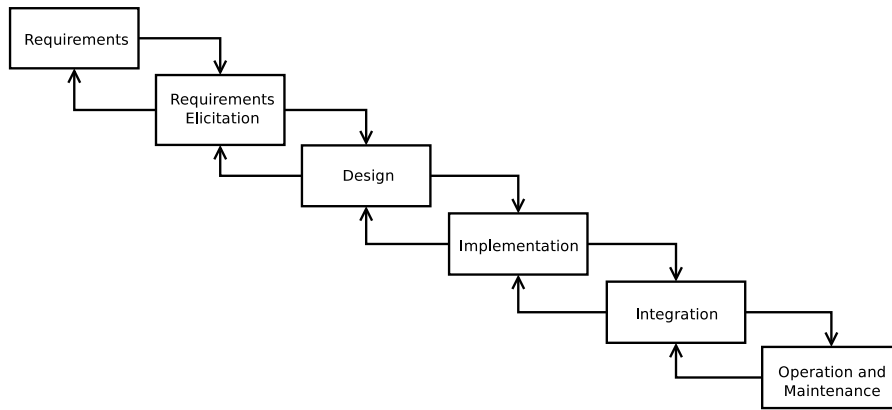 Requirements
Requirements
Elicitation
Design
Implementation
Integration
Operation and
Maintenance